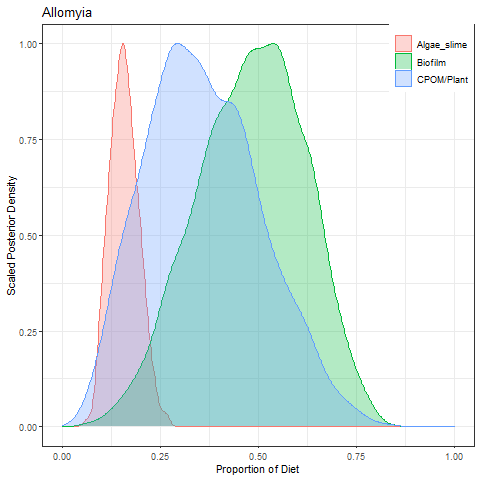 Allomyia
Algae_slime
Biofilm
CPOM/Plant
Scaled Posterior Density
1.00
0.75
0.50
0.25
0.00
0.00 0.25 0.50 0.75 1.00
Proportion of Diet